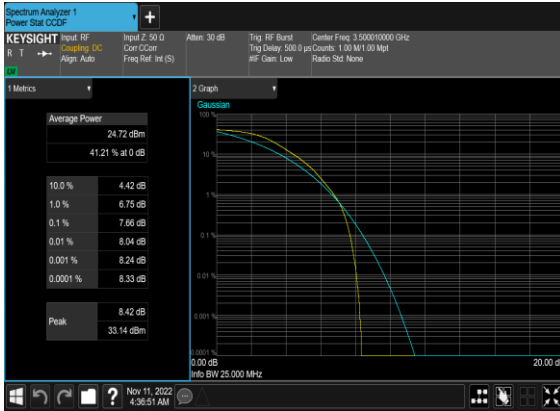 Spectrum Analyzer 1
Power Stat CCDF
+
KEYSIGHT
R T
LV
Input: RF
Coupling: DC
Align: Auto
Input Z: 50 Ω
Corr CCorr
Freq Ref: Int (S)
Atten: 30 dB
Trig: RF Burst
Trig Delay: 500.0 µs
#IF Gain: Low
Center Freq: 3.500010000 GHz
Counts: 1.00 M/1.00 Mpt
Radio Std: None
1 Metrics
Average Power
24.72 dBm
41.21 % at 0 dB
10.0 % 4.42 dB
1.0 % 6.75 dB
0.1 % 7.66 dB
0.01 % 8.04 dB
0.001 % 8.24 dB
0.0001 % 8.33 dB
Peak
8.42 dB
33.14 dBm
2 Graph
Gaussian
100 %
10 %
1 %
0.1 %
0.01 %
0.001 %
0.0001 %
0.00 dB
20.00 d
Info BW 25.000 MHz
?
Nov 11, 2022
4:36:51 AM